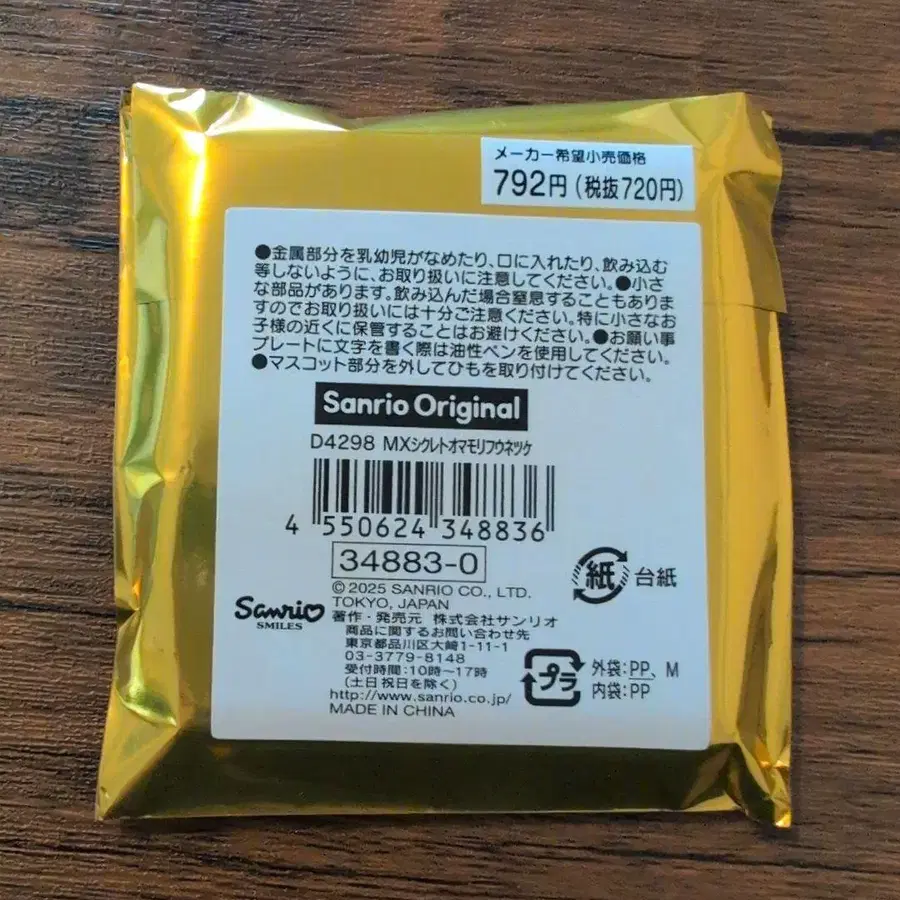 メーカー希望小売価格
792円(税抜720円)
●金属部分を乳幼児がなめたり、口に入れたり、飲み込む
等しないように、お取り扱いに注意してください。●小さ
な部品があります。飲み込んだ場合窒息することもありま
すのでお取り扱いには十分ご注意ください。特に小さなお
子様の近くに保管することはお避けください。●お願い事
プレートに文字を書く際は油性ペンを使用してください。
●マスコット部分を外してひもを取り付けてください。
Sanrio Original
D4298 MXシクレトオマモリフウネツケ
4 550624 348836
34883-0
© 2025 SANRIO CO., LTD.
TOKYO, JAPAN
Sanrio
SMILES
著作・発売元 株式会社サンリオ
商品に関するお問い合わせ先
東京都品川区大崎1-11-1
03-3779-8148
受付時間:10時〜17時
(土日祝日を除く)
http://www.sanrio.co.jp/
MADE IN CHINA
紙 台紙
プラ 外袋:PP、M
内袋:PP